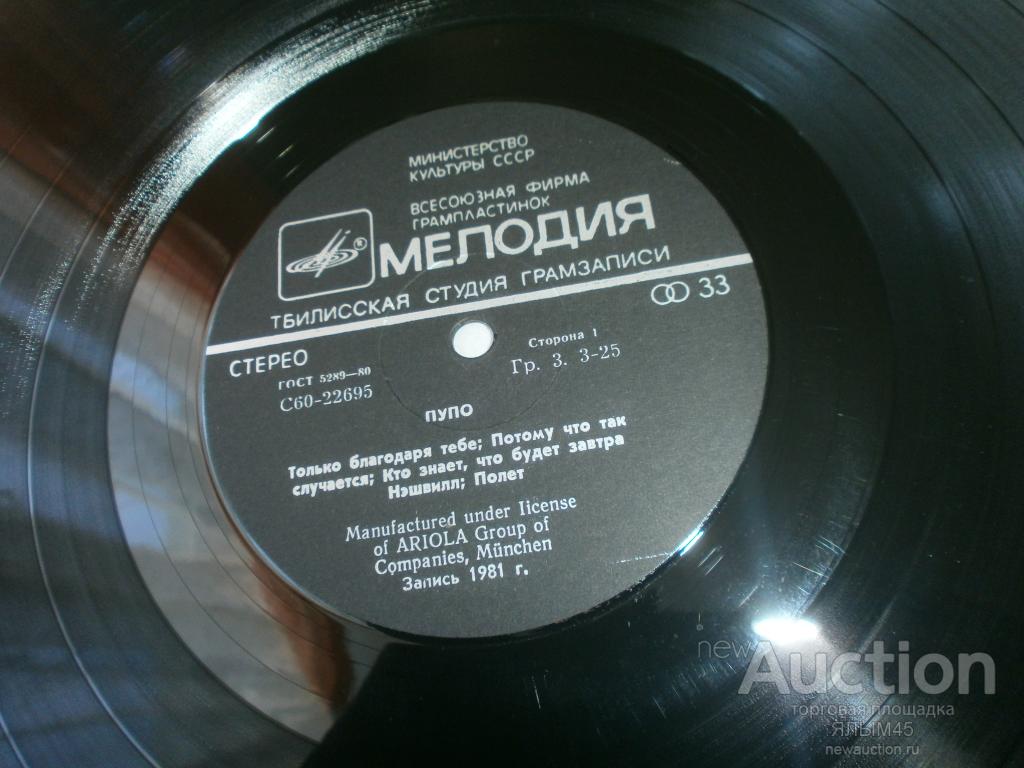 МИНИСТЕРСТВО
КУЛЬТУРЫ СССР
ВСЕСОЮЗНАЯ ФИРМА
ГРАМПЛАСТИНОК
® МЕЛОДИЯ
ТБИЛИССКАЯ СТУДИЯ ГРАМЗАПИСИ
СТЕРЕО
33
ГОСТ 5289—80
Сторона 1
С60-22695
Гр. 3. 3-25
ПУПО
Только благодаря тебе; Потому что так
случается; Кто знает, что будет завтра
Нэшвилл; Полет
Manufactured under license
of ARIOLA Group of
Companies, München
Запись 1981 г.
newAuction
торговая площадка
ЯЛЫМ45
newauction.ru